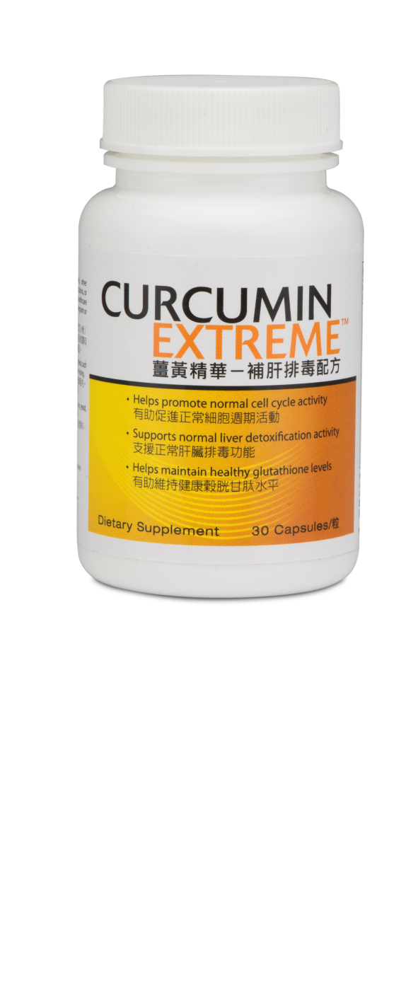 CURCUMIN
EXTREME™
薑黃精華－補肝排毒配方
• Helps promote normal cell cycle activity
有助促進正常細胞週期活動
• Supports normal liver detoxification activity
支援正常肝臟排毒功能
• Helps maintain healthy glutathione levels
有助維持健康穀胱甘肽水平
Dietary Supplement 30 Capsules/粒